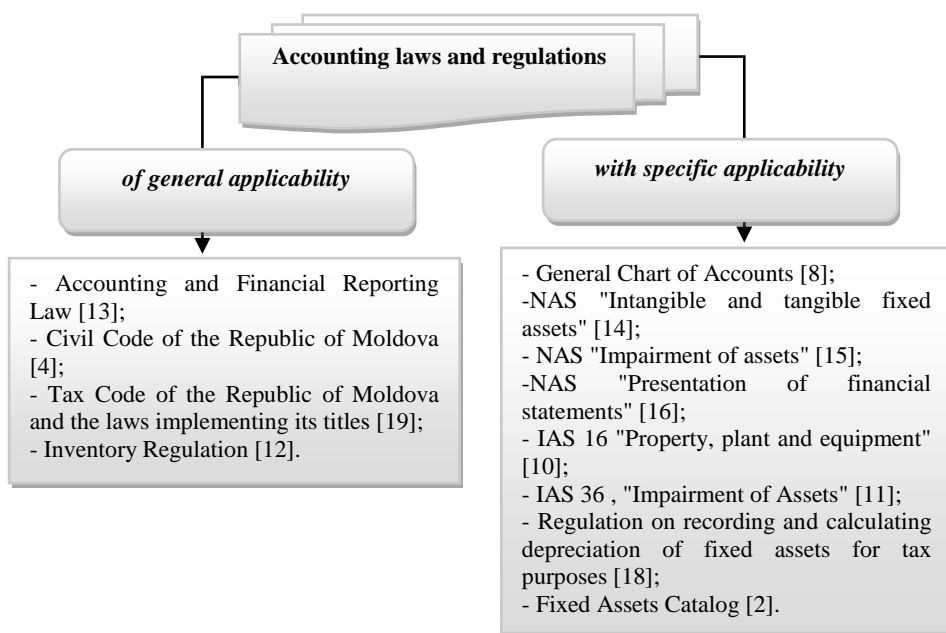 Accounting laws and regulations
of general applicability
- Accounting and Financial Reporting
Law [13];
- Civil Code of the Republic of Moldova
[4];
- Tax Code of the Republic of Moldova
and the laws implementing its titles [19];
- Inventory Regulation [12].
with specific applicability
- General Chart of Accounts [8];
-NAS "Intangible and tangible fixed
assets" [14];
- NAS "Impairment of assets" [15];
-NAS "Presentation of financial
statements" [16];
- IAS 16 "Property, plant and equipment"
[10];
- IAS 36 , "Impairment of Assets" [11];
- Regulation on recording and calculating
depreciation of fixed assets for tax
purposes [18];
- Fixed Assets Catalog [2].